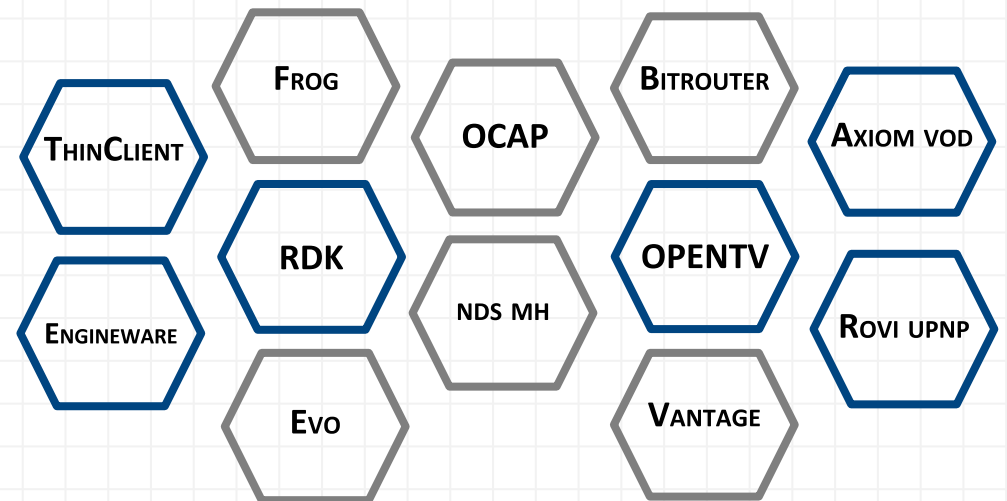 Frog
Bitrouter
OCAP
Axiom vod
ThinClient
RDK
OPENTV
nds mh
Rovi upnp
Engineware
Evo
Vantage